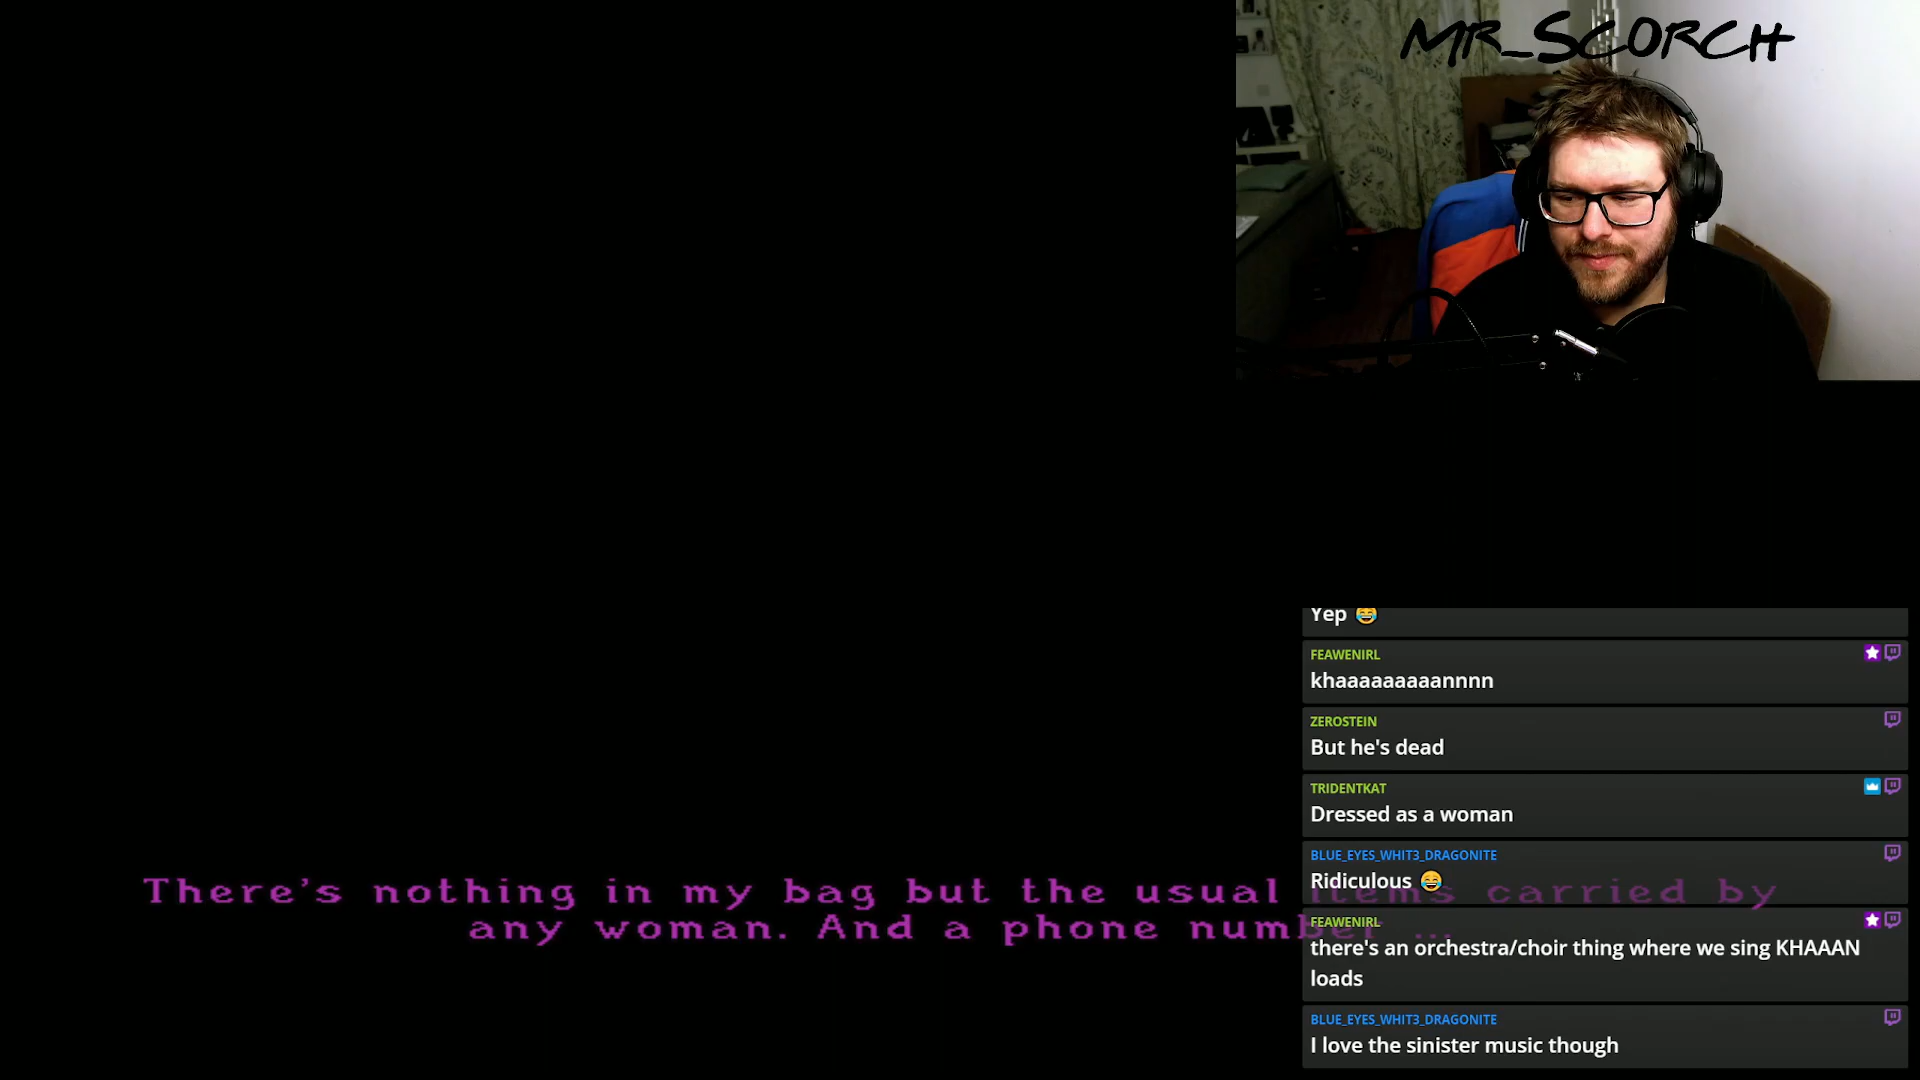 MR_SCORCH
Yep 😂
FEAWENIRL
khaaaaaaaaannnn
ZEROSTEIN
But he's dead
TRIDENTKAT
Dressed as a woman
BLUE_EYES_WHIT3_DRAGONITE
Ridiculous 😂
There's nothing in my bag but the usual items carried by
any woman. And a phone number ...
FEAWENIRL
there's an orchestra/choir thing where we sing KHAAAN
loads
BLUE_EYES_WHIT3_DRAGONITE
I love the sinister music though